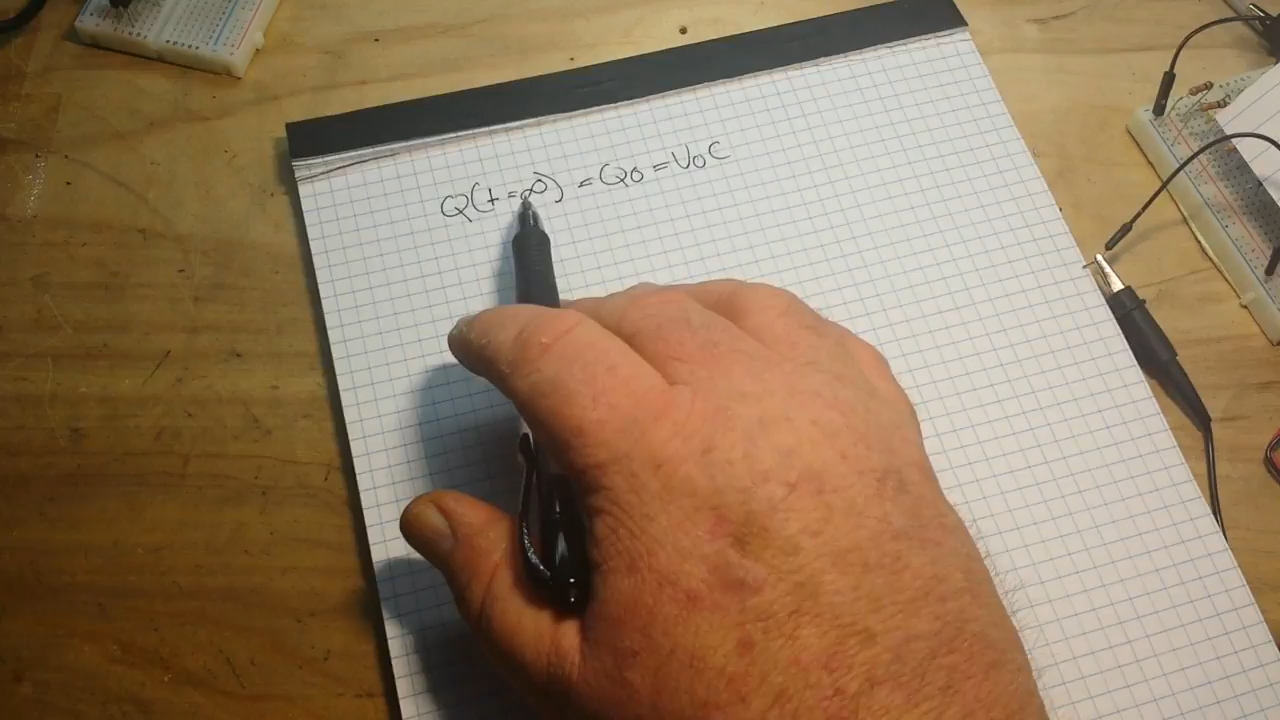 Q(t=∞) = Q0 = V0C